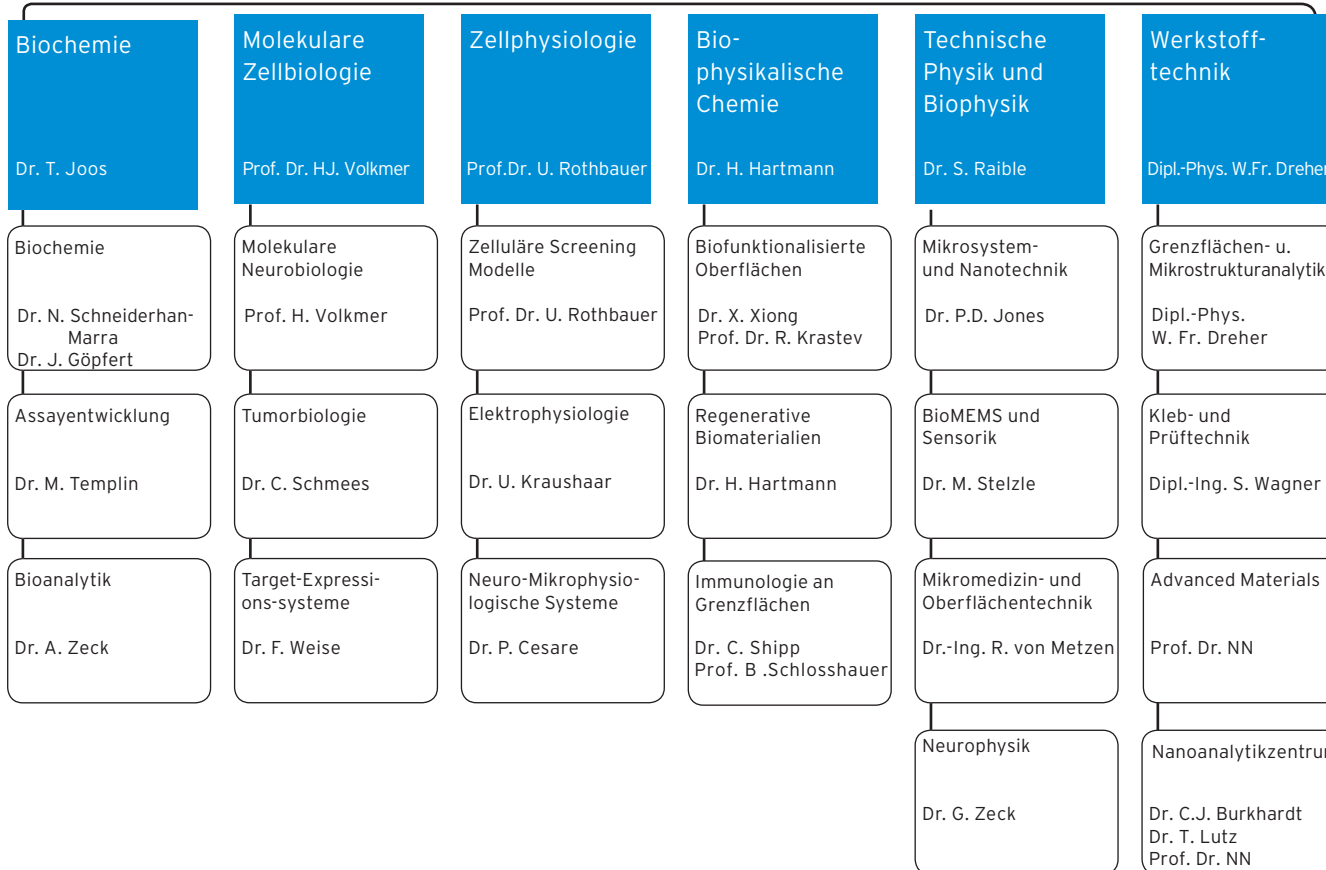 Biochemie
Dr. T. Joos
Molekulare
Zellbiologie
Prof. Dr. HJ. Volkmer
Zellphysiologie
Prof.Dr. U. Rothbauer
Bio-
physikalische
Chemie
Dr. H. Hartmann
Technische
Physik und
Biophysik
Dr. S. Raible
Werkstoff-
technik
Dipl.-Phys. W.Fr. Dreher
Biochemie
Dr. N. Schneiderhan-
Marra
Dr. J. Göpfert
Assayentwicklung
Dr. M. Templin
Bioanalytik
Dr. A. Zeck
Molekulare
Neurobiologie
Prof. H. Volkmer
Tumorbiologie
Dr. C. Schmees
Target-Expressi-
ons-systeme
Dr. F. Weise
Zelluläre Screening
Modelle
Prof. Dr. U. Rothbauer
Elektrophysiologie
Dr. U. Kraushaar
Neuro-Mikrophysio-
logische Systeme
Dr. P. Cesare
Biofunktionalisierte
Oberflächen
Dr. X. Xiong
Prof. Dr. R. Krastev
Regenerative
Biomaterialien
Dr. H. Hartmann
Immunologie an
Grenzflächen
Dr. C. Shipp
Prof. B .Schlosshauer
Mikrosystem-
und Nanotechnik
Dr. P.D. Jones
BioMEMS und
Sensorik
Dr. M. Stelzle
Mikromedizin- und
Oberflächentechnik
Dr.-Ing. R. von Metzen
Neurophysik
Dr. G. Zeck
Grenzflächen- u.
Mikrostrukturanalytik
Dipl.-Phys.
W. Fr. Dreher
Kleb- und
Prüftechnik
Dipl.-Ing. S. Wagner
Advanced Materials
Prof. Dr. NN
Nanoanalytikzentrum
Dr. C.J. Burkhardt
Dr. T. Lutz
Prof. Dr. NN